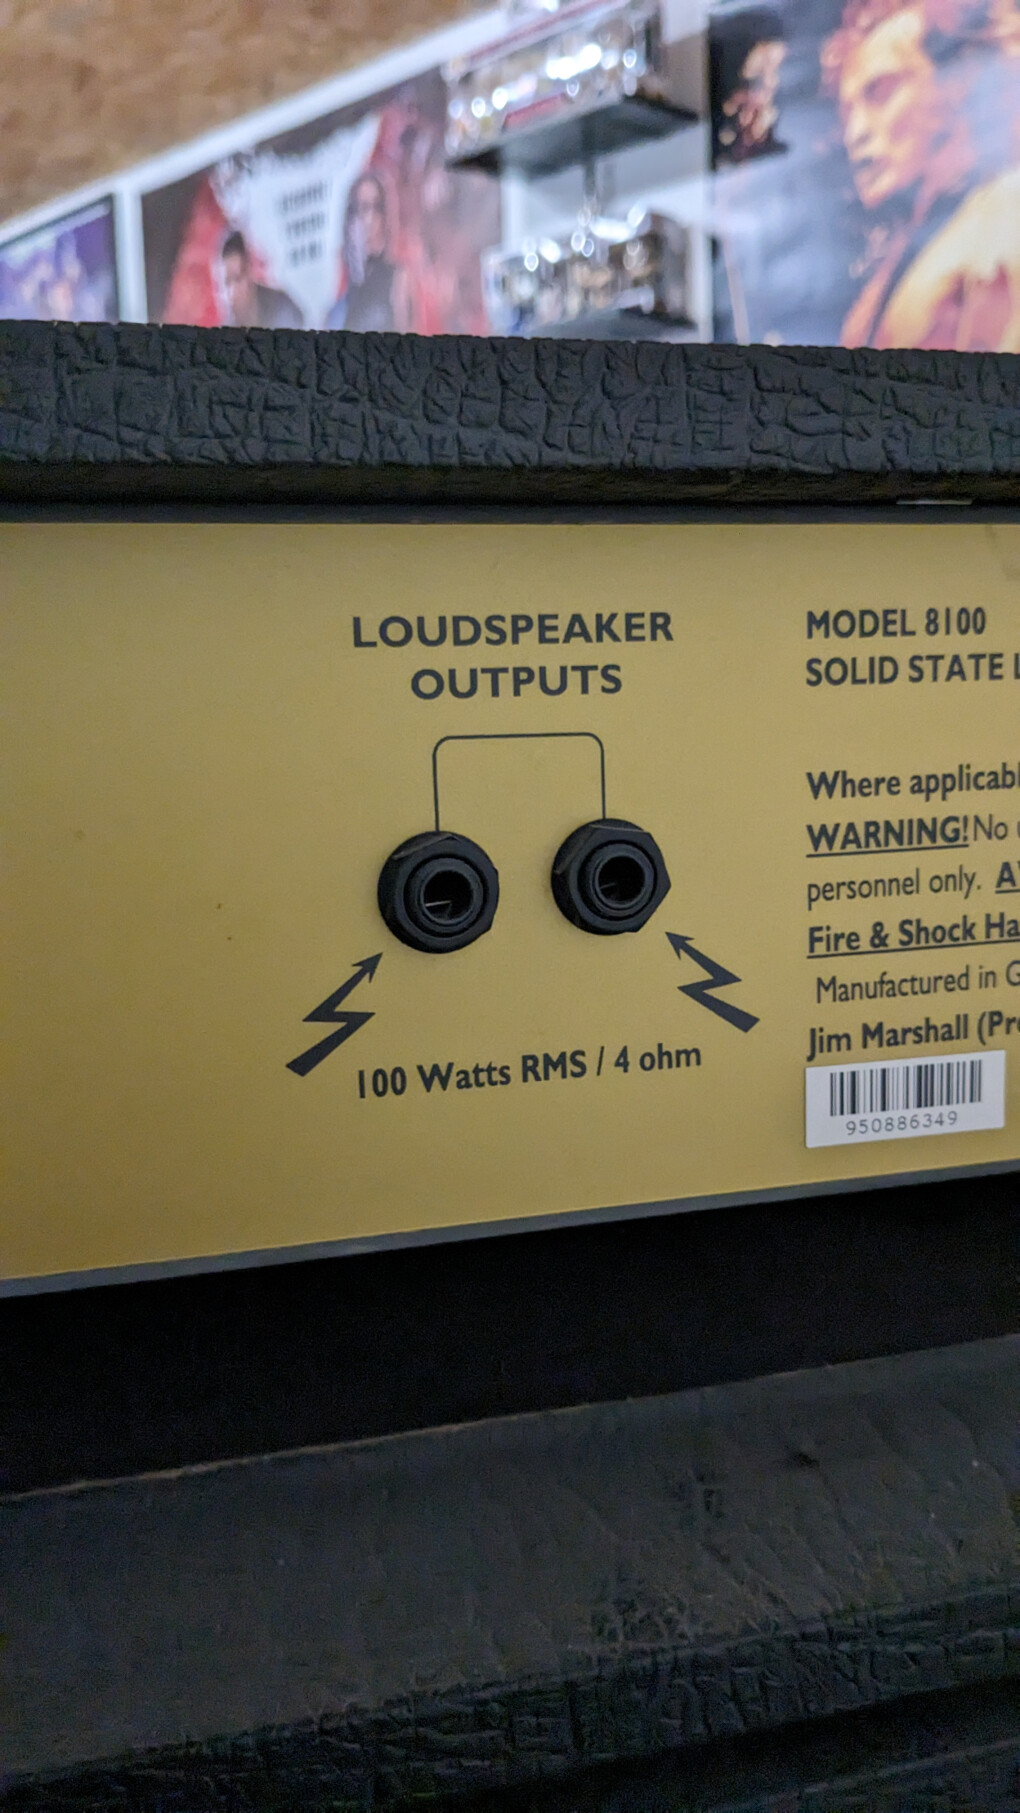 LOUDSPEAKER
OUTPUTS
100 Watts RMS / 4 ohm
MODEL 8100
SOLID STATE
Where
WARNING! No
personnel only.
Fire & Shock
Manufactured in
Jim Marshall
950886349